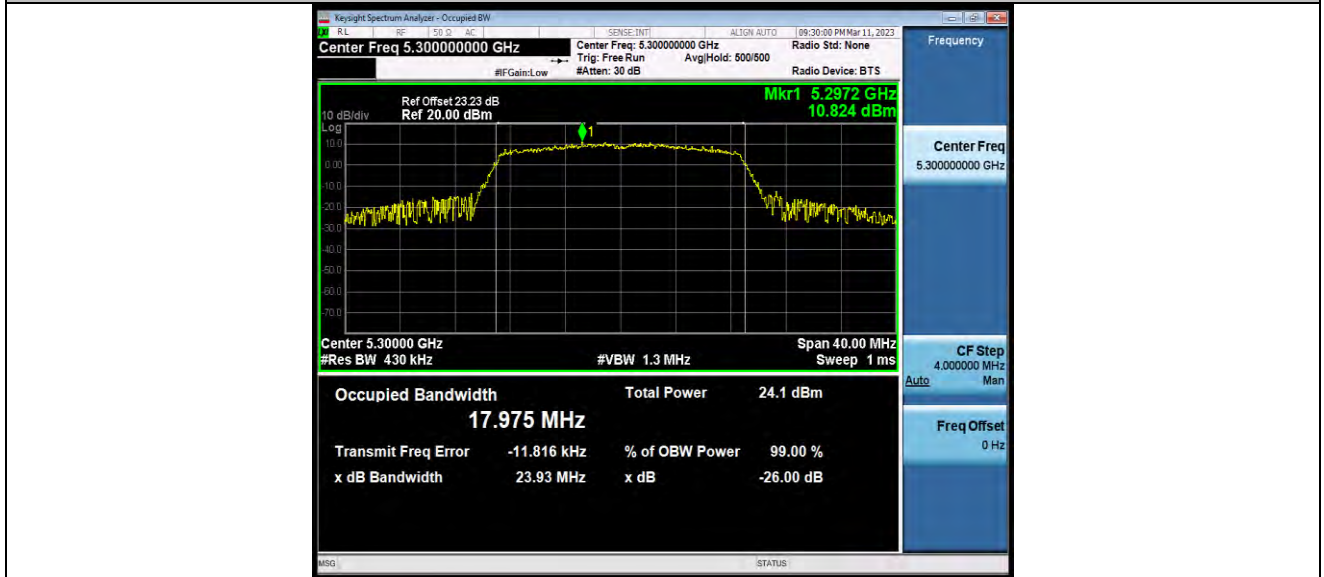 Keysight Spectrum Analyzer - Occupied BW
RL RF 50 Ω AC SENSE:INT ALIGN AUTO 09:30:00 PM Mar 11, 2023
Center Freq 5.300000000 GHz
Center Freq: 5.300000000 GHz
Radio Std: None
Trig: Free Run Avg|Hold: 500/500
#IFGain:Low #Atten: 30 dB Radio Device: BTS
Frequency
Mkr1 5.2972 GHz
10.824 dBm
Ref Offset 23.23 dB
10 dB/div Ref 20.00 dBm
Log
1
10.0
0.00
-10.0
-20.0
-30.0
-40.0
-50.0
-60.0
-70.0
Center 5.30000 GHz Span 40.00 MHz
#Res BW 430 kHz #VBW 1.3 MHz Sweep 1 ms
Occupied Bandwidth Total Power 24.1 dBm
17.975 MHz
Transmit Freq Error -11.816 kHz % of OBW Power 99.00 %
x dB Bandwidth 23.93 MHz x dB -26.00 dB
Center Freq
5.300000000 GHz
CF Step
4.000000 MHz
Auto Man
Freq Offset
0 Hz
MSG STATUS